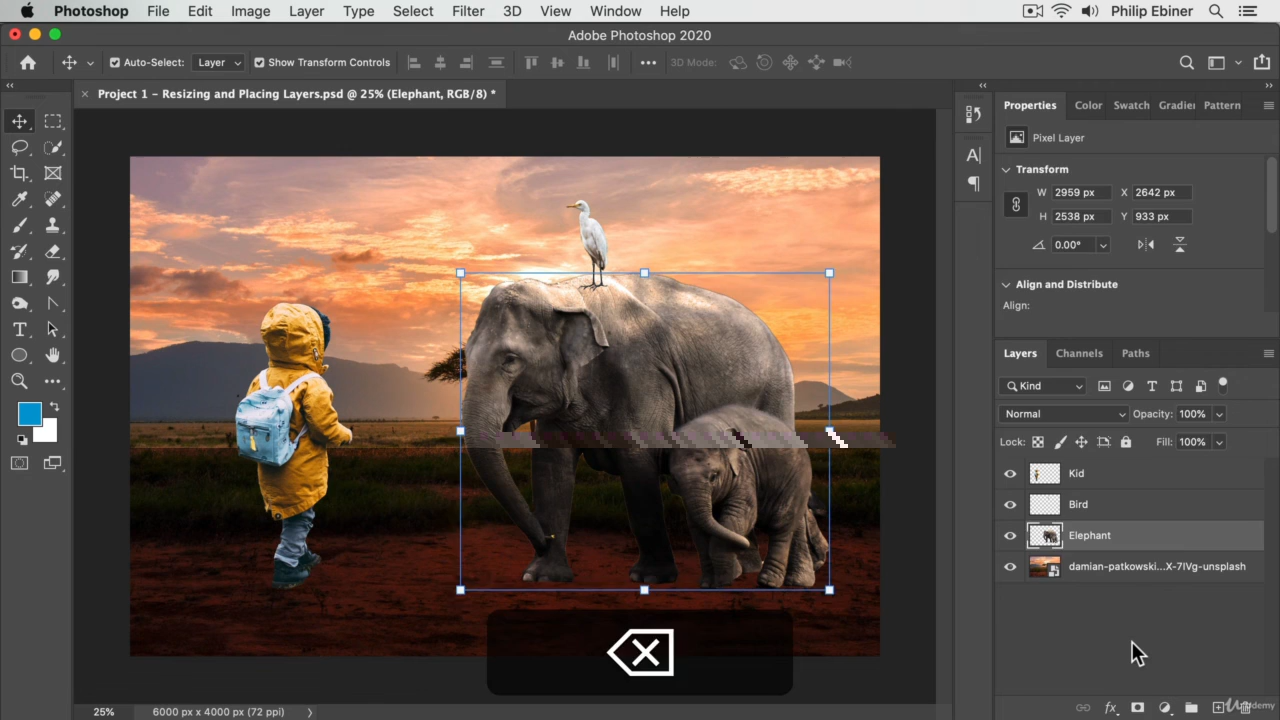 Photoshop File Edit Image Layer Type Select Filter 3D View Window Help Philip Ebiner
Adobe Photoshop 2020
Auto-Select: Layer Show Transform Controls 3D Mode:
× Project 1 - Resizing and Placing Layers.psd @ 25% (Elephant, RGB/8) *
Properties Color Swatch Gradier Pattern
Pixel Layer
Transform
W 2959 px X 2642 px
H 2538 px Y 933 px
0.00°
Align and Distribute
Align:
Layers Channels Paths
Kind
Normal Opacity: 100%
Lock: Fill: 100%
Kid
Bird
Elephant
damian-patkowski...X-7IVg-unsplash
25% 6000 px x 4000 px (72 ppi)
fx